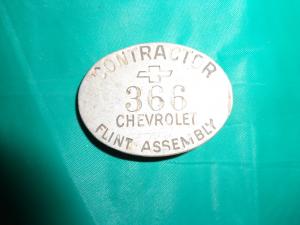 CONTRACTOR
366
CHEVROLET
FLINT ASSEMBLY